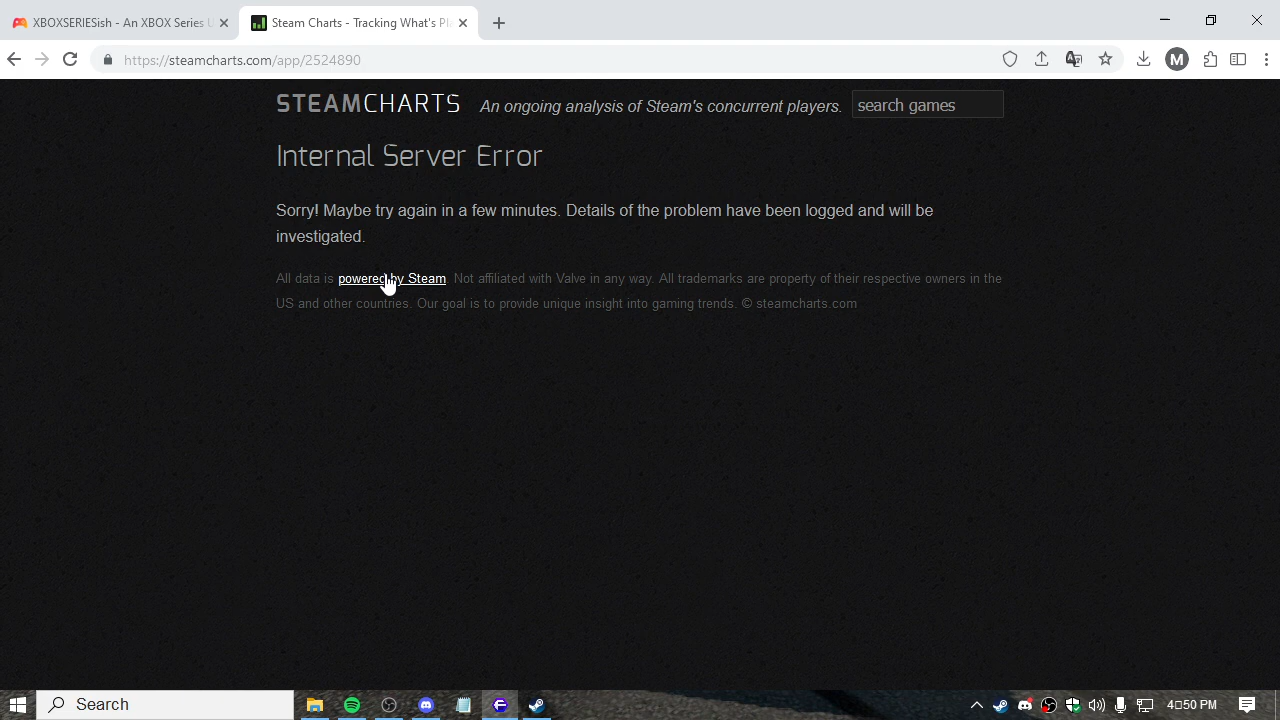 XBOXSERIESish - An XBOX Series U
Steam Charts - Tracking What's Pl
https://steamcharts.com/app/2524890
M
STEAMCHARTS
An ongoing analysis of Steam's concurrent players.
search games
Internal Server Error
Sorry! Maybe try again in a few minutes. Details of the problem have been logged and will be
investigated.
All data is powered by Steam. Not affiliated with Valve in any way. All trademarks are property of their respective owners in the
US and other countries. Our goal is to provide unique insight into gaming trends. © steamcharts.com
Search
4□50 PM